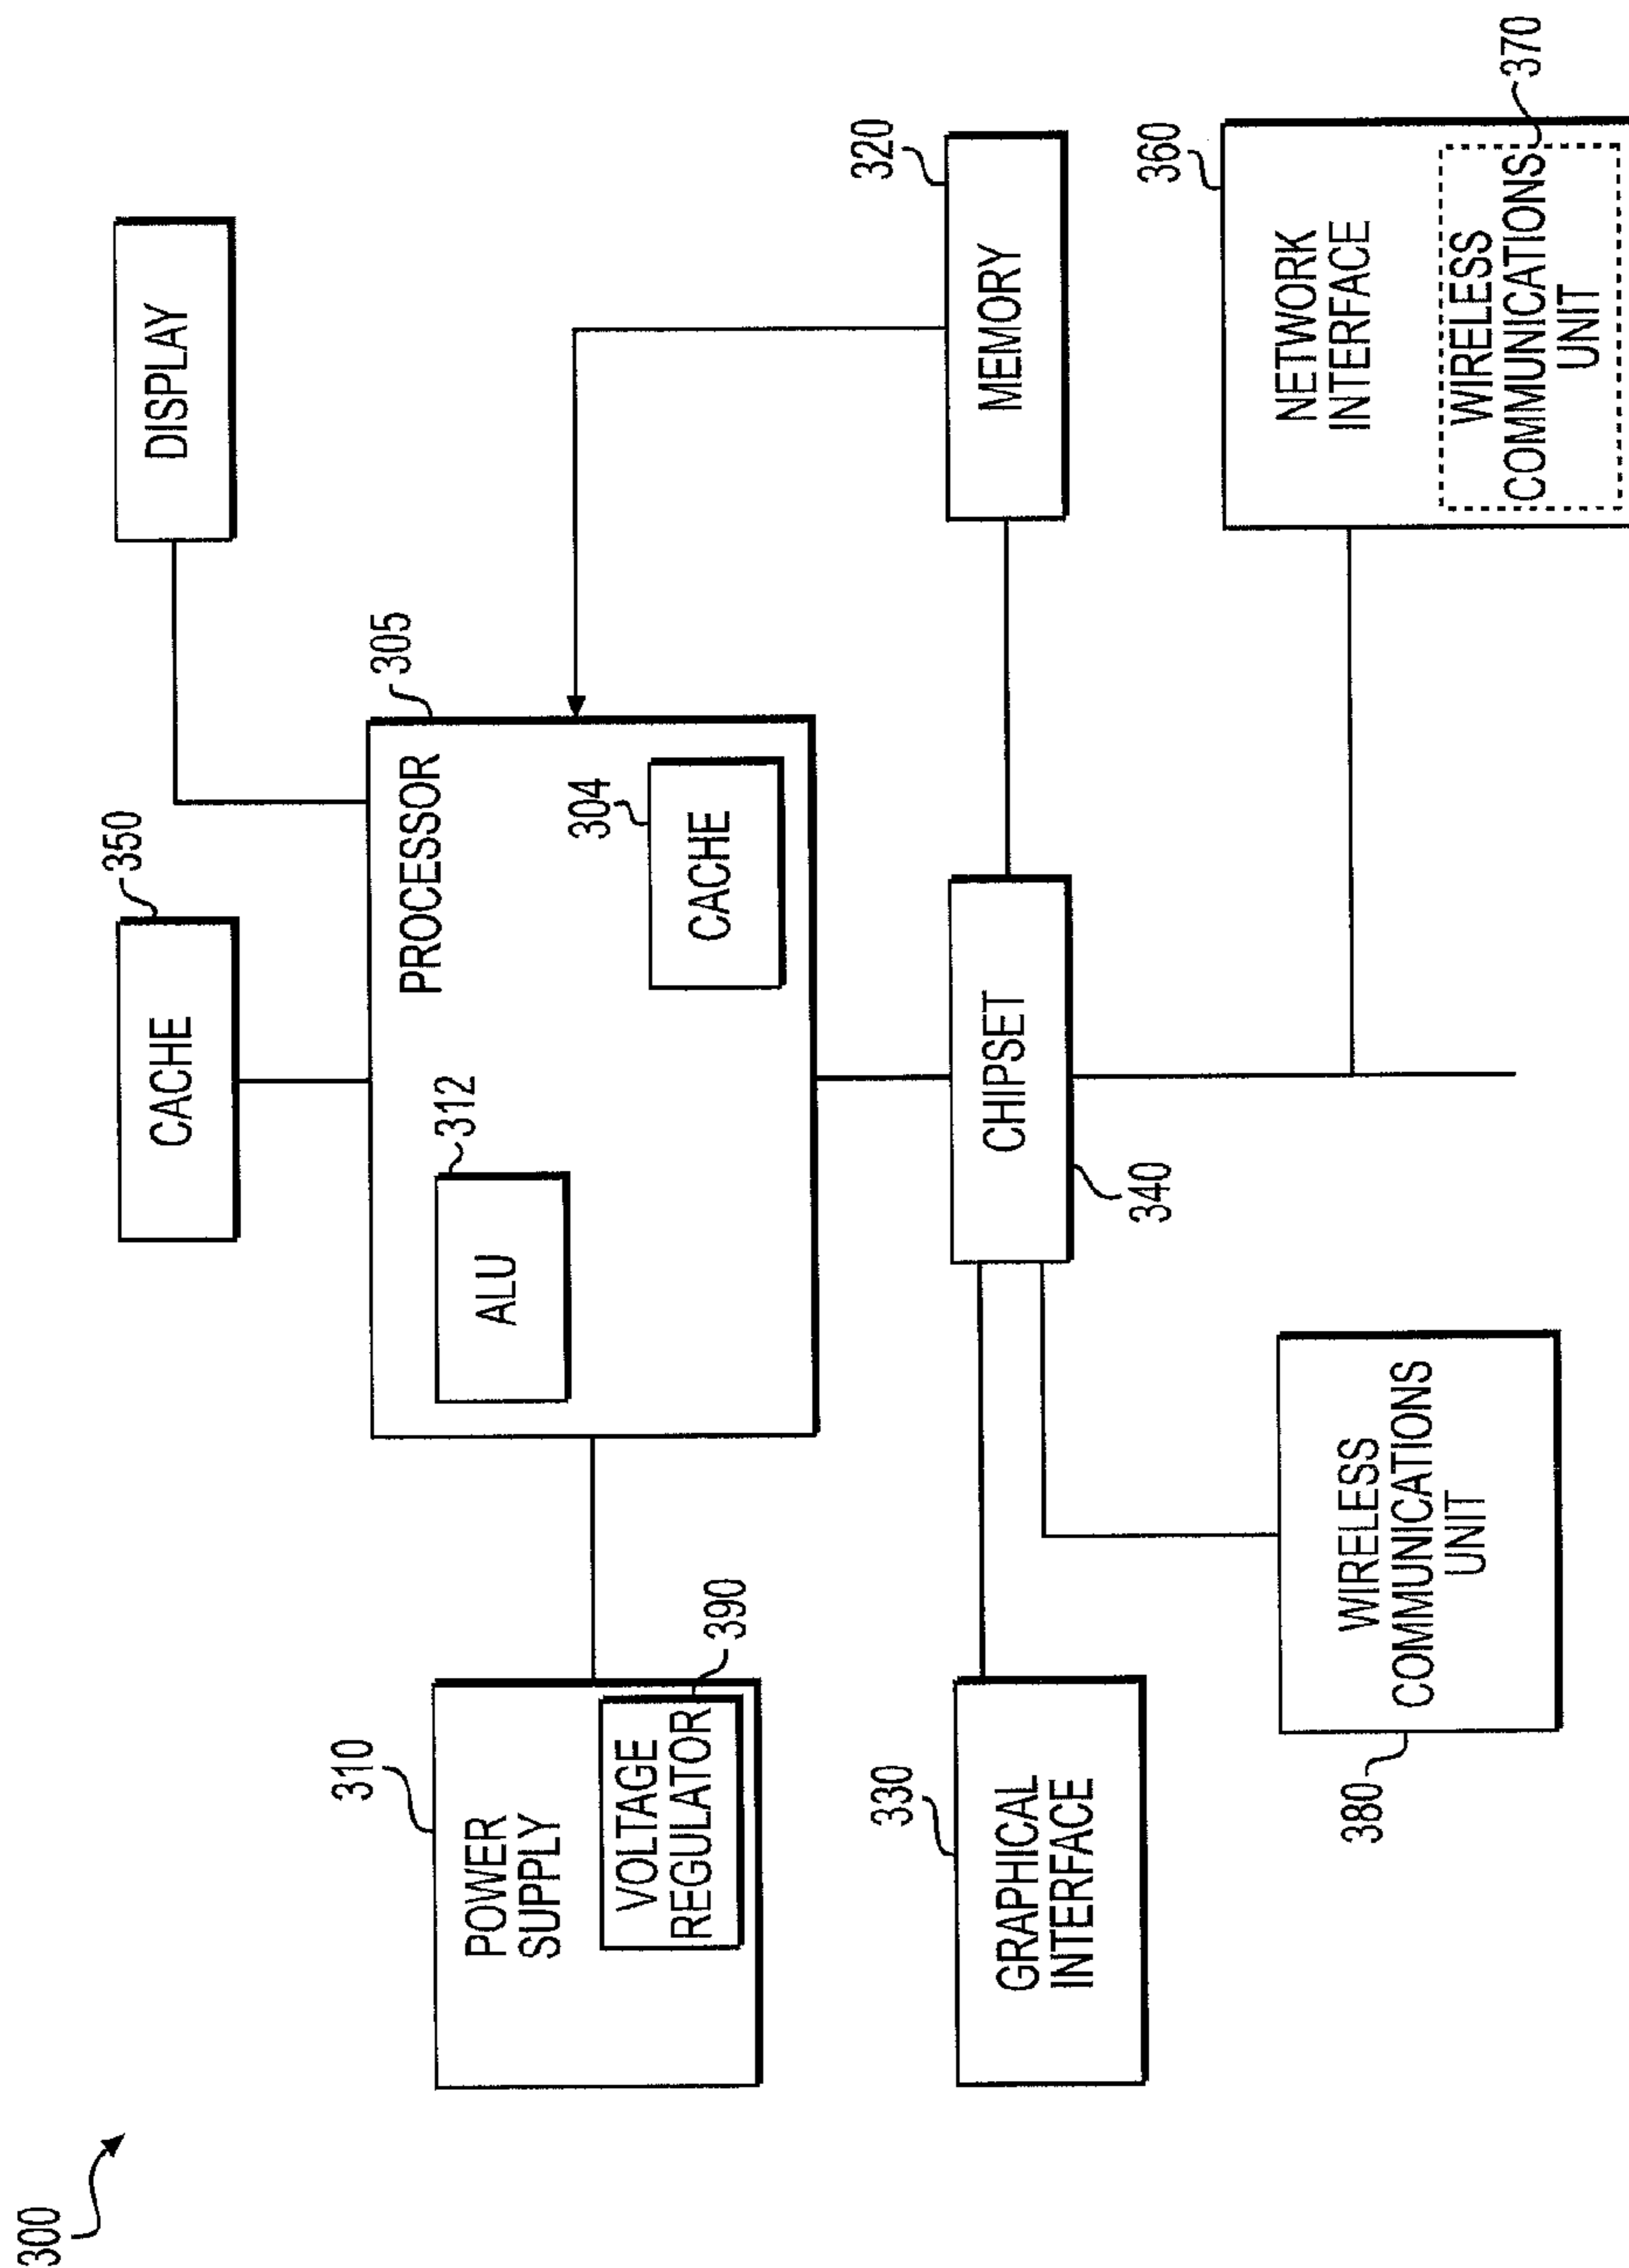 300
350
CACHE
DISPLAY
310
POWER
SUPPLY
VOLTAGE
REGULATOR
390
305
PROCESSOR
312
ALU
304
CACHE
330
GRAPHICAL
INTERFACE
CHIPSET
340
320
MEMORY
380
WIRELESS
COMMUNICATIONS
UNIT
360
NETWORK
INTERFACE
370
WIRELESS
COMMUNICATIONS
UNIT